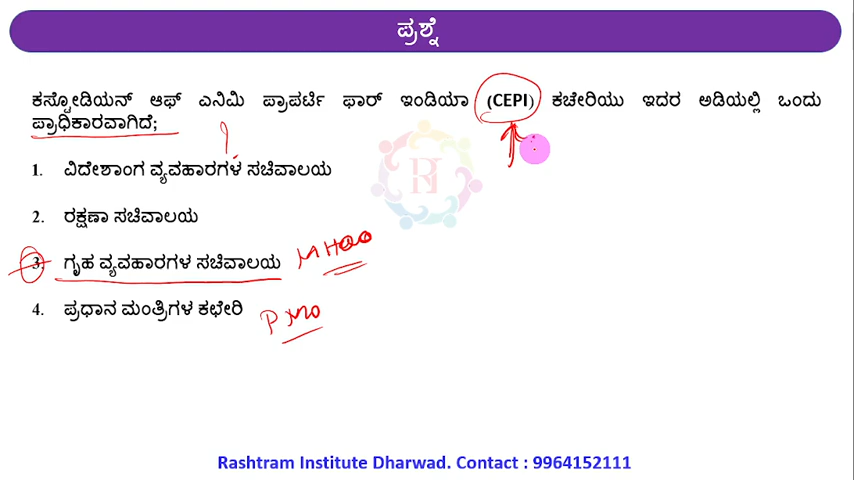 ಪ್ರಶ್ನೆ
ಕಸ್ಟೋಡಿಯನ್ ಆಫ್ ಎನಿಮಿ ಪ್ರಾಪರ್ಟಿ ಫಾರ್ ಇಂಡಿಯಾ (CEPI) ಕಚೇರಿಯು ಇದರ ಅಡಿಯಲ್ಲಿ ಒಂದು
ಪ್ರಾಧಿಕಾರವಾಗಿದೆ;
1. ವಿದೇಶಾಂಗ ವ್ಯವಹಾರಗಳ ಸಚಿವಾಲಯ
2. ರಕ್ಷಣಾ ಸಚಿವಾಲಯ
3. ಗೃಹ ವ್ಯವಹಾರಗಳ ಸಚಿವಾಲಯ
4. ಪ್ರಧಾನ ಮಂತ್ರಿಗಳ ಕಛೇರಿ PMO
Rashtram Institute Dharwad. Contact : 9964152111